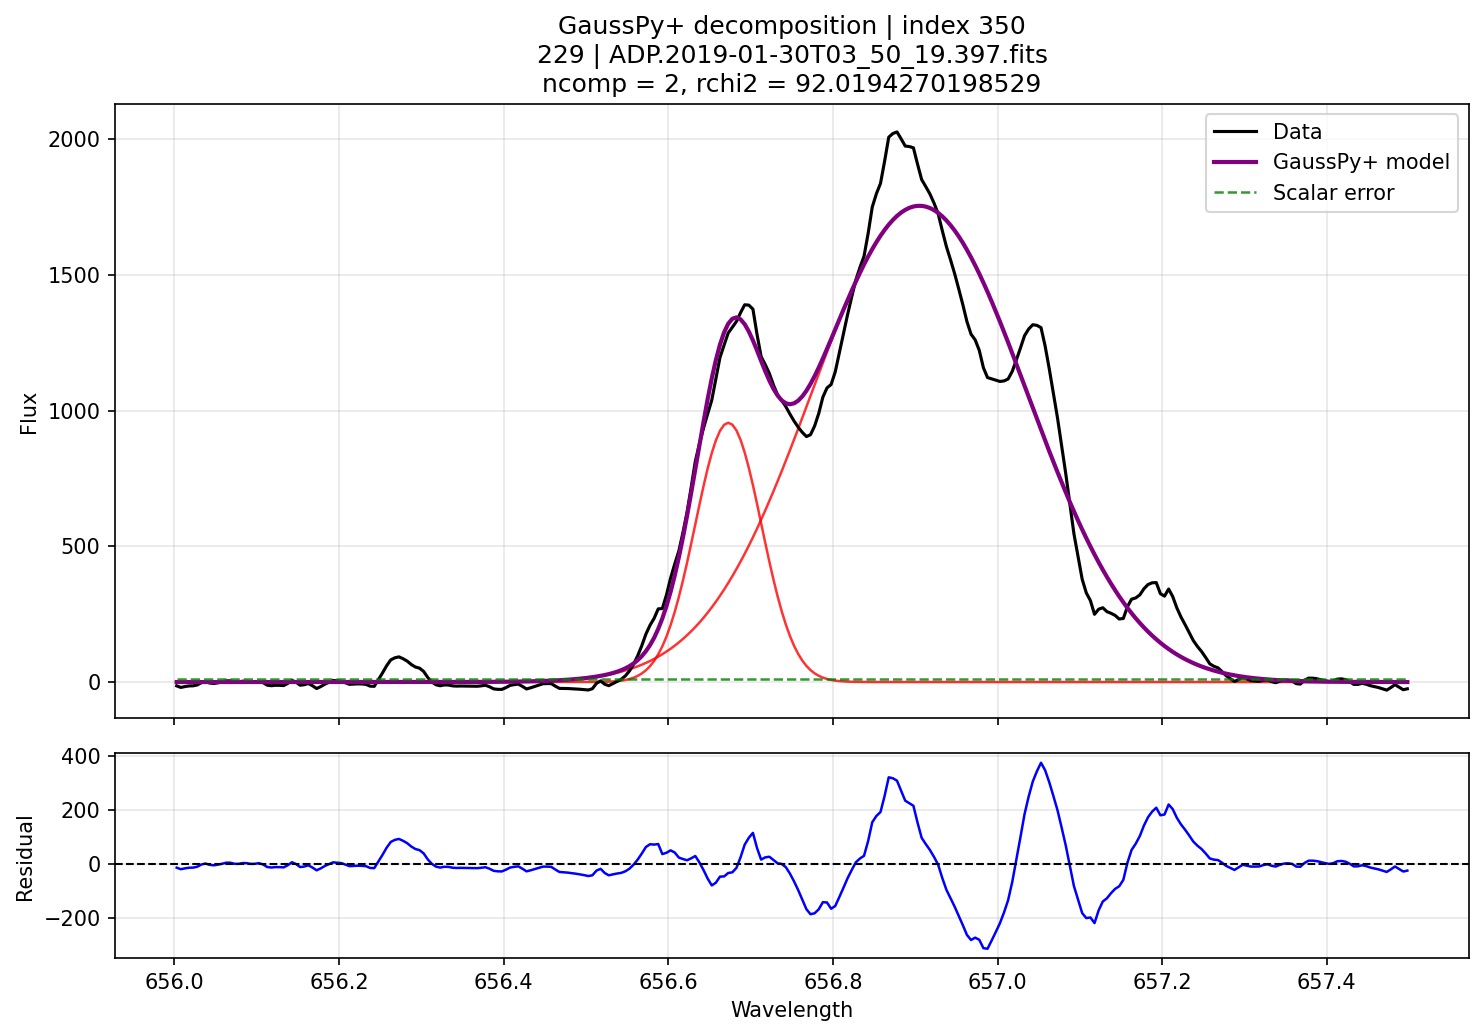 GaussPy+ decomposition | index 350
229 | ADP.2019-01-30T03_50_19.397.fits
ncomp = 2, rchi2 = 92.0194270198529
Data
GaussPy+ model
Scalar error
Flux
2000
1500
1000
500
0
Residual
400
200
0
−200
656.0 656.2 656.4 656.6 656.8 657.0 657.2 657.4
Wavelength